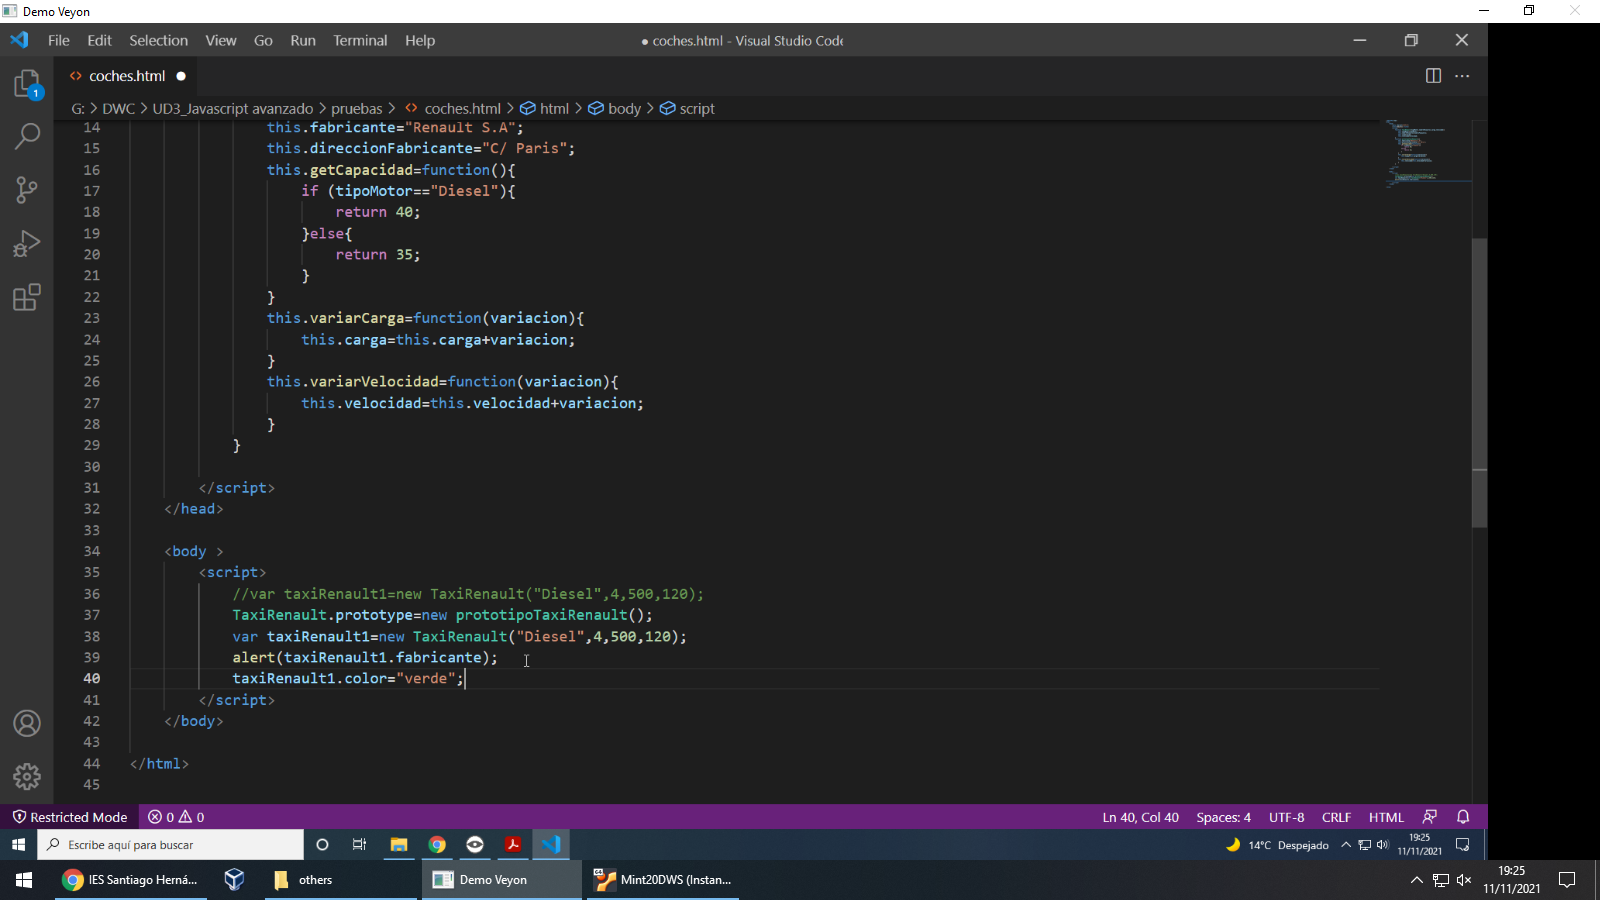 Demo Veyon
File Edit Selection View Go Run Terminal Help
● coches.html - Visual Studio Code
coches.html ●
G: > DWC > UD3_Javascript avanzado > pruebas > coches.html > html > body > script
1
14 this.fabricante="Renault S.A";
15 this.direccionFabricante="C/ Paris";
16 this.getCapacidad=function(){
17 if (tipoMotor=="Diesel"){
18 return 40;
19 }else{
20 return 35;
21 }
22 }
23 this.variarCarga=function(variacion){
24 this.carga=this.carga+variacion;
25 }
26 this.variarVelocidad=function(variacion){
27 this.velocidad=this.velocidad+variacion;
28 }
29 }
30
31 </script>
32 </head>
33
34 <body >
35 <script>
36 //var taxiRenault1=new TaxiRenault("Diesel",4,500,120);
37 TaxiRenault.prototype=new prototipoTaxiRenault();
38 var taxiRenault1=new TaxiRenault("Diesel",4,500,120);
39 alert(taxiRenault1.fabricante);
40 taxiRenault1.color="verde";
41 </script>
42 </body>
43
44 </html>
45
Restricted Mode 0 0 Ln 40, Col 40 Spaces: 4 UTF-8 CRLF HTML
Escribe aquí para buscar 14°C Despejado 19:25
11/11/2021
IES Santiago Herná... others Demo Veyon Mint20DWS (Instan... 19:25
11/11/2021